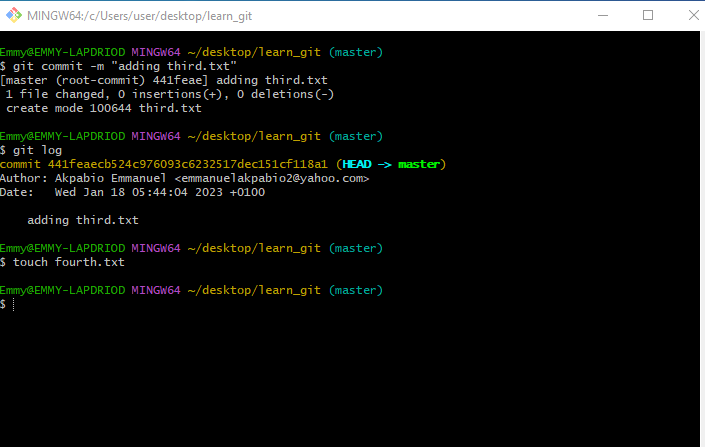 MINGW64:/c/Users/user/desktop/learn_git
Emmy@EMMY-LAPDRIOD MINGW64 ~/desktop/learn_git (master)
$ git commit -m "adding third.txt"
[master (root-commit) 441feae] adding third.txt
 1 file changed, 0 insertions(+), 0 deletions(-)
 create mode 100644 third.txt
Emmy@EMMY-LAPDRIOD MINGW64 ~/desktop/learn_git (master)
$ git log
commit 441feaecb524c976093c6232517dec151cf118a1 (HEAD -> master)
Author: Akpabio Emmanuel <emmanuelakpabio2@yahoo.com>
Date:   Wed Jan 18 05:44:04 2023 +0100
    adding third.txt
Emmy@EMMY-LAPDRIOD MINGW64 ~/desktop/learn_git (master)
$ touch fourth.txt
Emmy@EMMY-LAPDRIOD MINGW64 ~/desktop/learn_git (master)
$